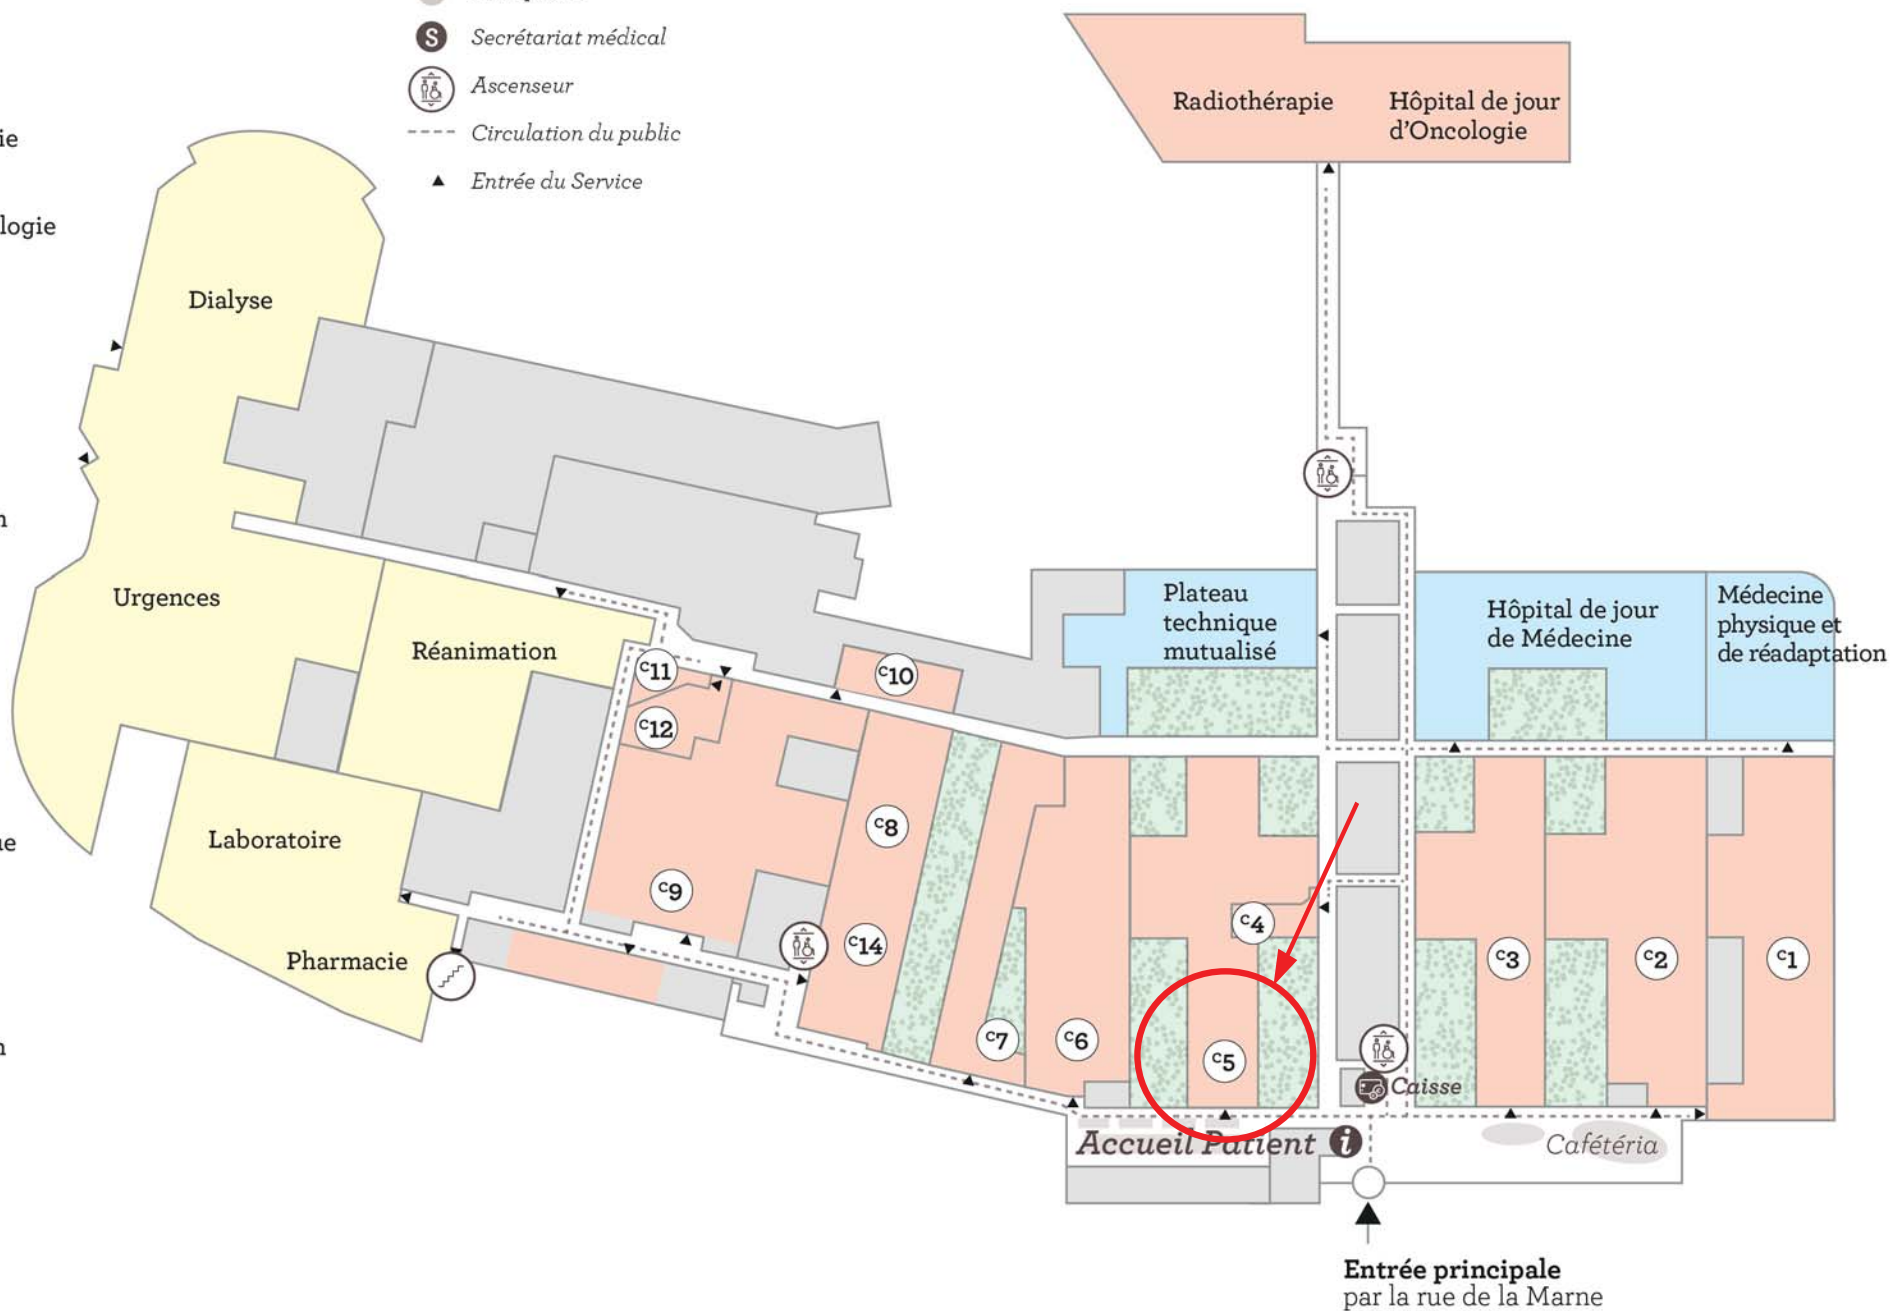 S Secrétariat médical
Ascenseur
Circulation du public
Entrée du Service
ie
logie
n
ue
n
Radiothérapie
Hôpital de jour
d'Oncologie
Dialyse
Urgences
Réanimation
Laboratoire
Pharmacie
Plateau
technique
mutualisé
Hôpital de jour
de Médecine
Médecine
physique et
de réadaptation
C11
C12
C10
C9
C8
C14
C7
C6
C4
C5
C3
C2
C1
Caisse
Accueil Patient i
Cafétéria
Entrée principale
par la rue de la Marne